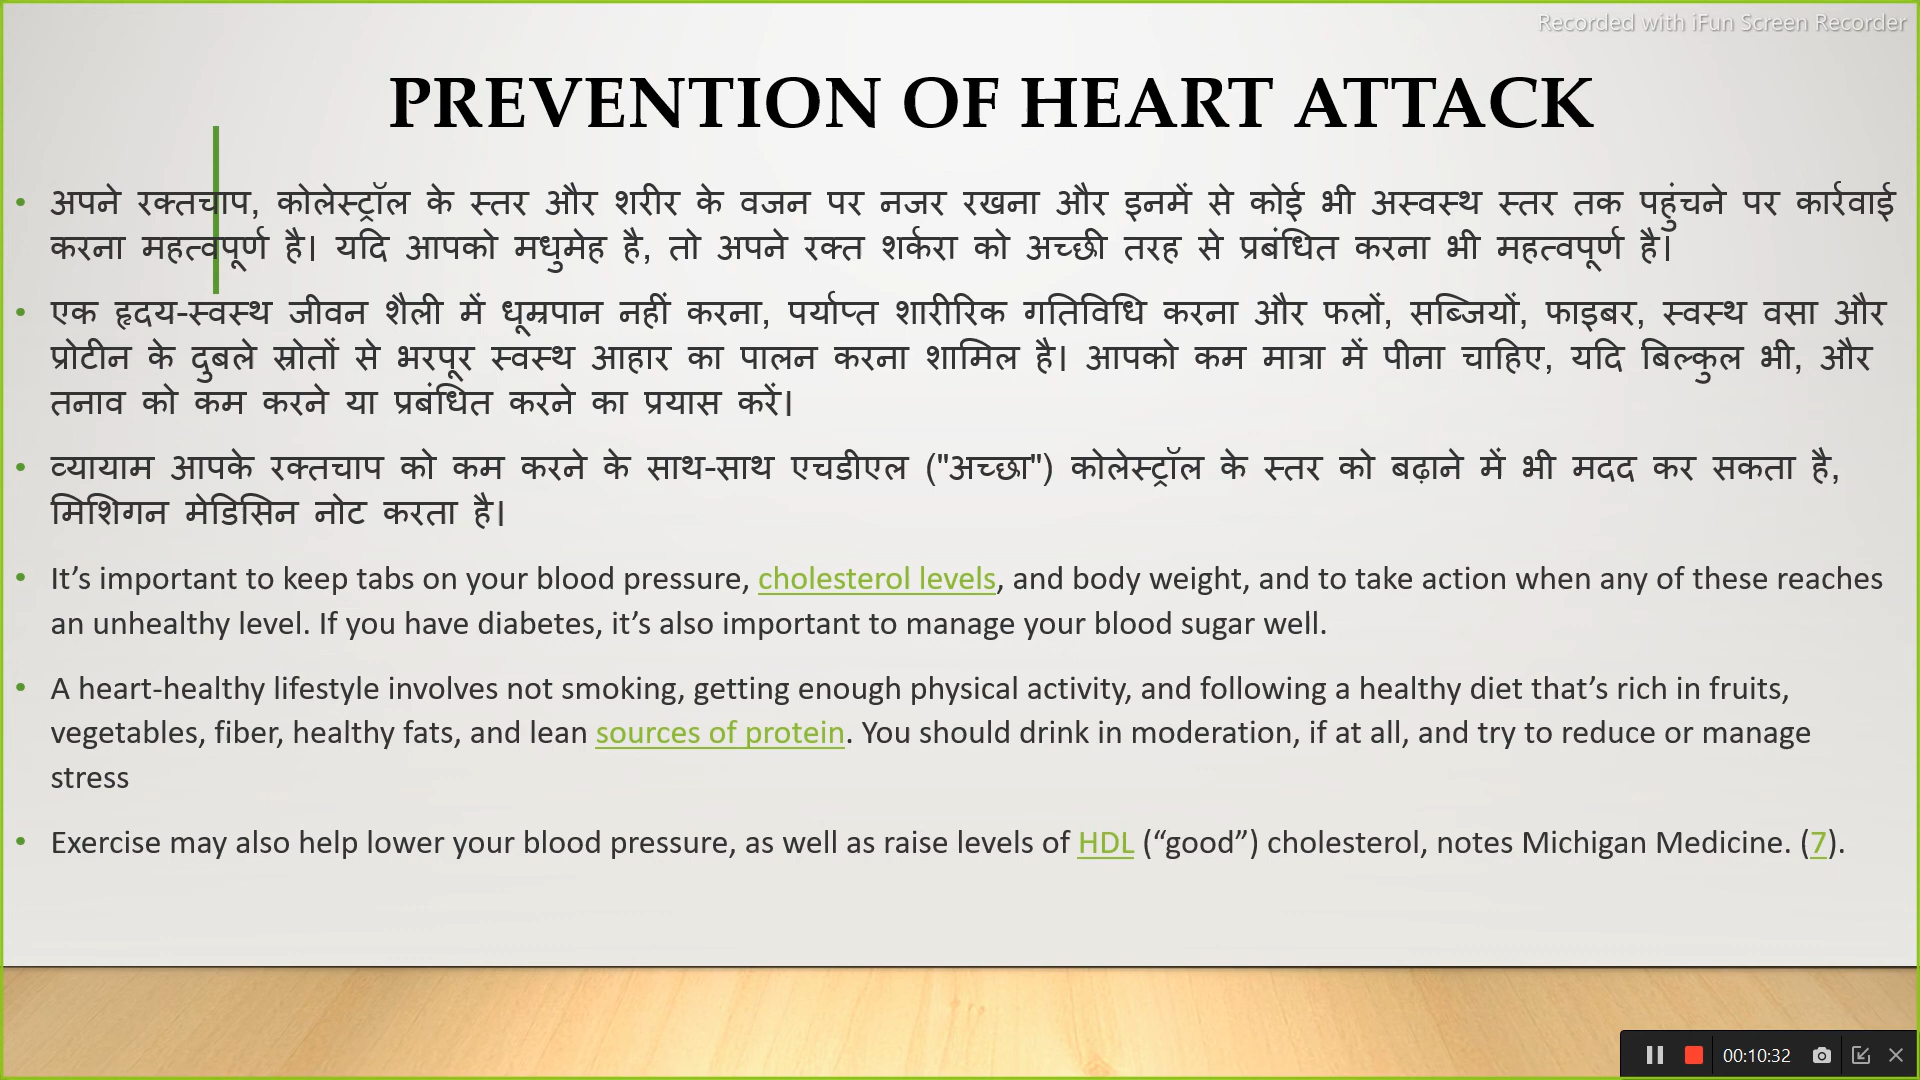 Recorded with iFun Screen Recorder
PREVENTION OF HEART ATTACK
• अपने रक्तचाप, कोलेस्ट्रॉल के स्तर और शरीर के वजन पर नजर रखना और इनमें से कोई भी अस्वस्थ स्तर तक पहुंचने पर कार्रवाई
करना महत्वपूर्ण है। यदि आपको मधुमेह है, तो अपने रक्त शर्करा को अच्छी तरह से प्रबंधित करना भी महत्वपूर्ण है।
• एक हृदय-स्वस्थ जीवन शैली में धूम्रपान नहीं करना, पर्याप्त शारीरिक गतिविधि करना और फलों, सब्जियों, फाइबर, स्वस्थ वसा और
प्रोटीन के दुबले स्रोतों से भरपूर स्वस्थ आहार का पालन करना शामिल है। आपको कम मात्रा में पीना चाहिए, यदि बिल्कुल भी, और
तनाव को कम करने या प्रबंधित करने का प्रयास करें।
• व्यायाम आपके रक्तचाप को कम करने के साथ-साथ एचडीएल ("अच्छा") कोलेस्ट्रॉल के स्तर को बढ़ाने में भी मदद कर सकता है,
मिशिगन मेडिसिन नोट करता है।
• It’s important to keep tabs on your blood pressure, cholesterol levels, and body weight, and to take action when any of these reaches
an unhealthy level. If you have diabetes, it’s also important to manage your blood sugar well.
• A heart-healthy lifestyle involves not smoking, getting enough physical activity, and following a healthy diet that’s rich in fruits,
vegetables, fiber, healthy fats, and lean sources of protein. You should drink in moderation, if at all, and try to reduce or manage
stress
• Exercise may also help lower your blood pressure, as well as raise levels of HDL (“good”) cholesterol, notes Michigan Medicine. (7).
00:10:32